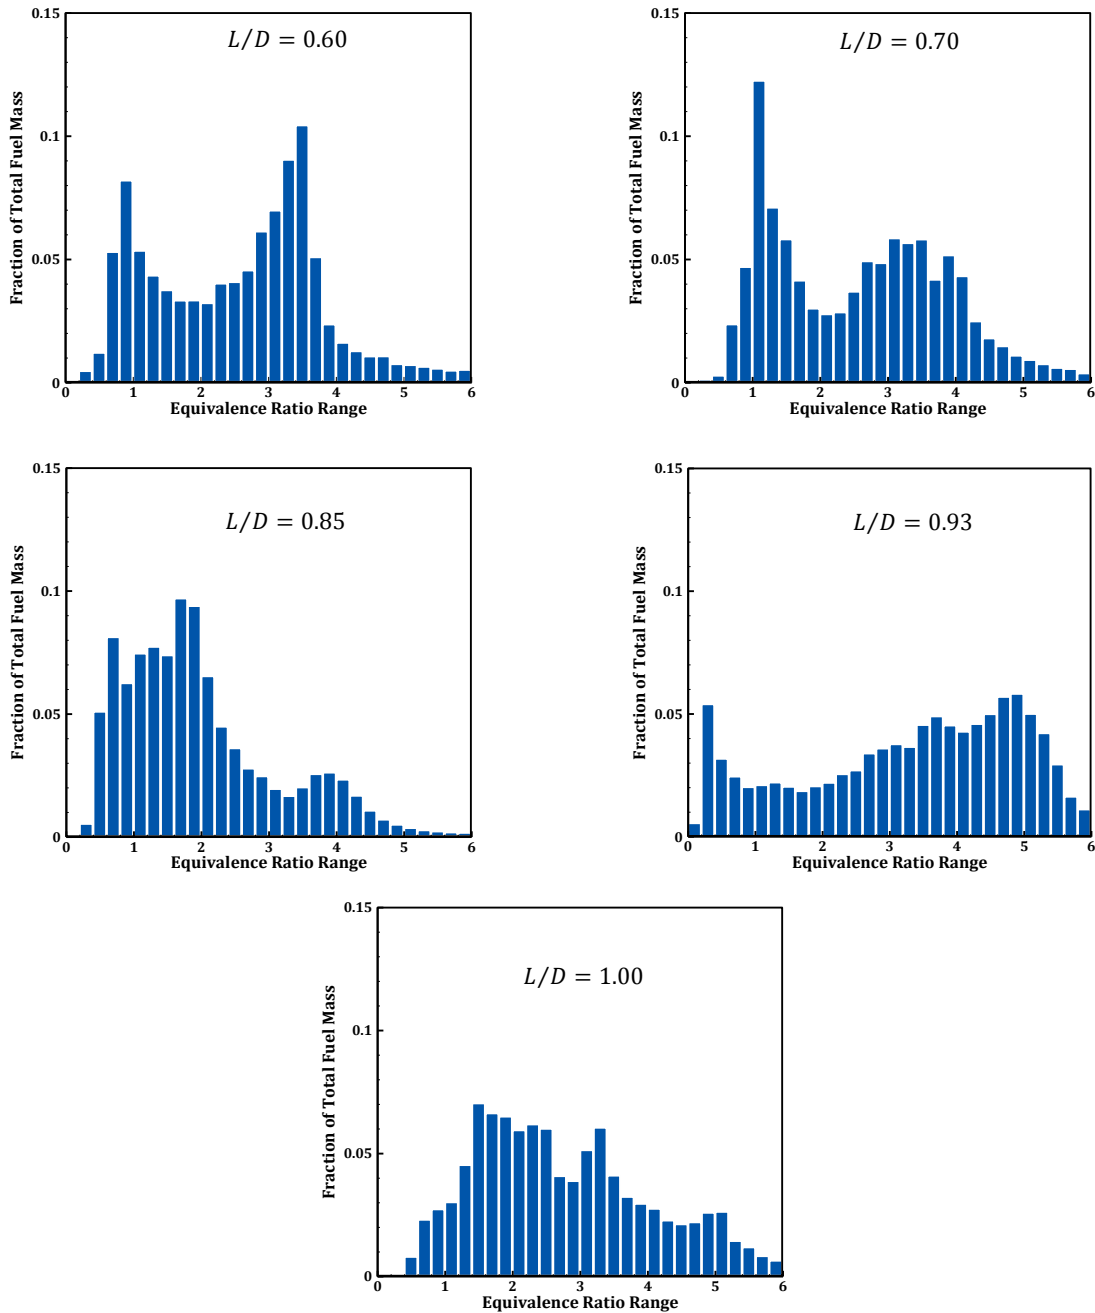 L/D = 0.60
Fraction of Total Fuel Mass
0.15
0.1
0.05
0
0 1 2 3 4 5 6
Equivalence Ratio Range
L/D = 0.70
Fraction of Total Fuel Mass
0.15
0.1
0.05
0
0 1 2 3 4 5 6
Equivalence Ratio Range
L/D = 0.85
Fraction of Total Fuel Mass
0.15
0.1
0.05
0
0 1 2 3 4 5 6
Equivalence Ratio Range
L/D = 0.93
Fraction of Total Fuel Mass
0.15
0.1
0.05
0
0 1 2 3 4 5 6
Equivalence Ratio Range
L/D = 1.00
Fraction of Total Fuel Mass
0.15
0.1
0.05
0
0 1 2 3 4 5 6
Equivalence Ratio Range